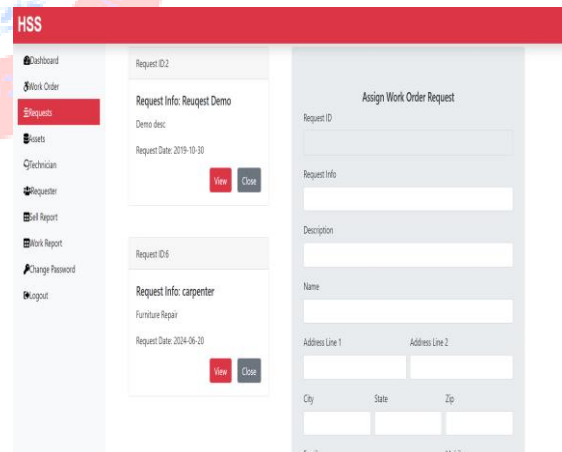 HSS
Dashboard
Work Order
Requests
Assets
Technician
Requester
Sell Report
Work Report
Change Password
Logout
Request ID:2
Request Info: Reuqest Demo
Demo desc
Request Date: 2019-10-30
View Close
Request ID:6
Request Info: carpenter
Furniture Repair
Request Date: 2024-06-20
View Close
Assign Work Order Request
Request ID
Request Info
Description
Name
Address Line 1 Address Line 2
City State Zip